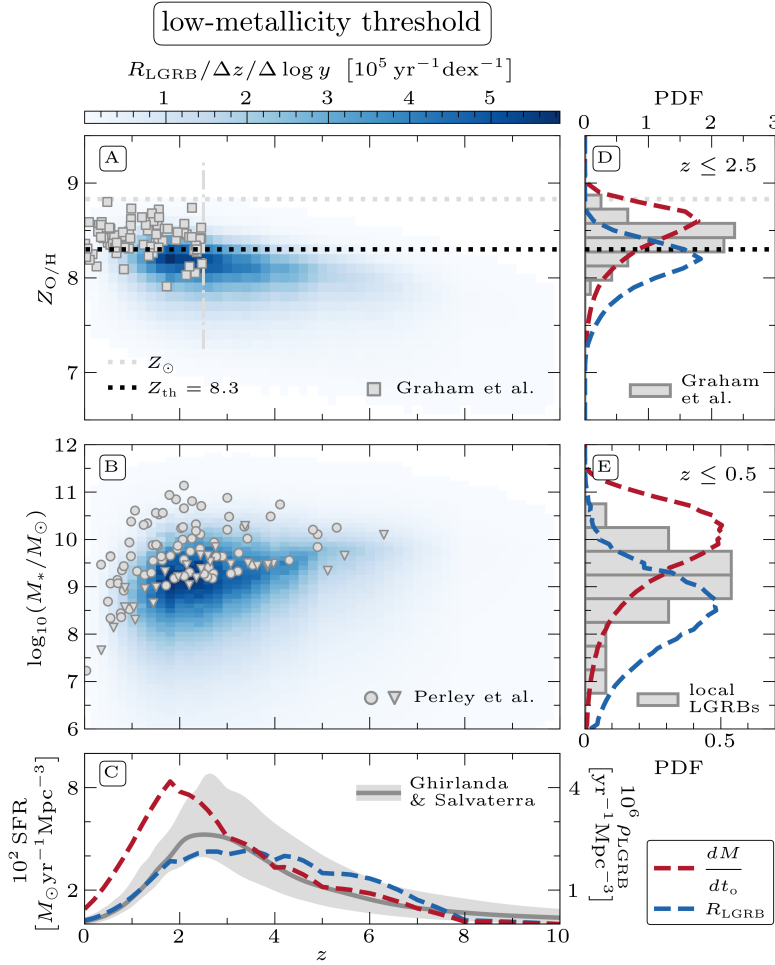 low-metallicity threshold
R_LGRB/Δz/Δ log y [10^5 yr^−1 dex^−1]
1 2 3 4 5
PDF
0 1 2 3
A
9
8
7
Z_O/H
Z_⊙
Z_th = 8.3
Graham et al.
D
z ≤ 2.5
Graham
et al.
B
12
11
10
9
8
7
6
log_10(M_*/M_⊙)
Perley et al.
E
z ≤ 0.5
local
LGRBs
0 0.5
PDF
C
8
2
10^2 SFR
[M_⊙yr^−1Mpc^−3]
Ghirlanda
& Salvaterra
4
1
10^6 ρ_LGRB
[yr^−1Mpc^−3]
0 2 4 6 8 10
z
dM
dt_o
R_LGRB